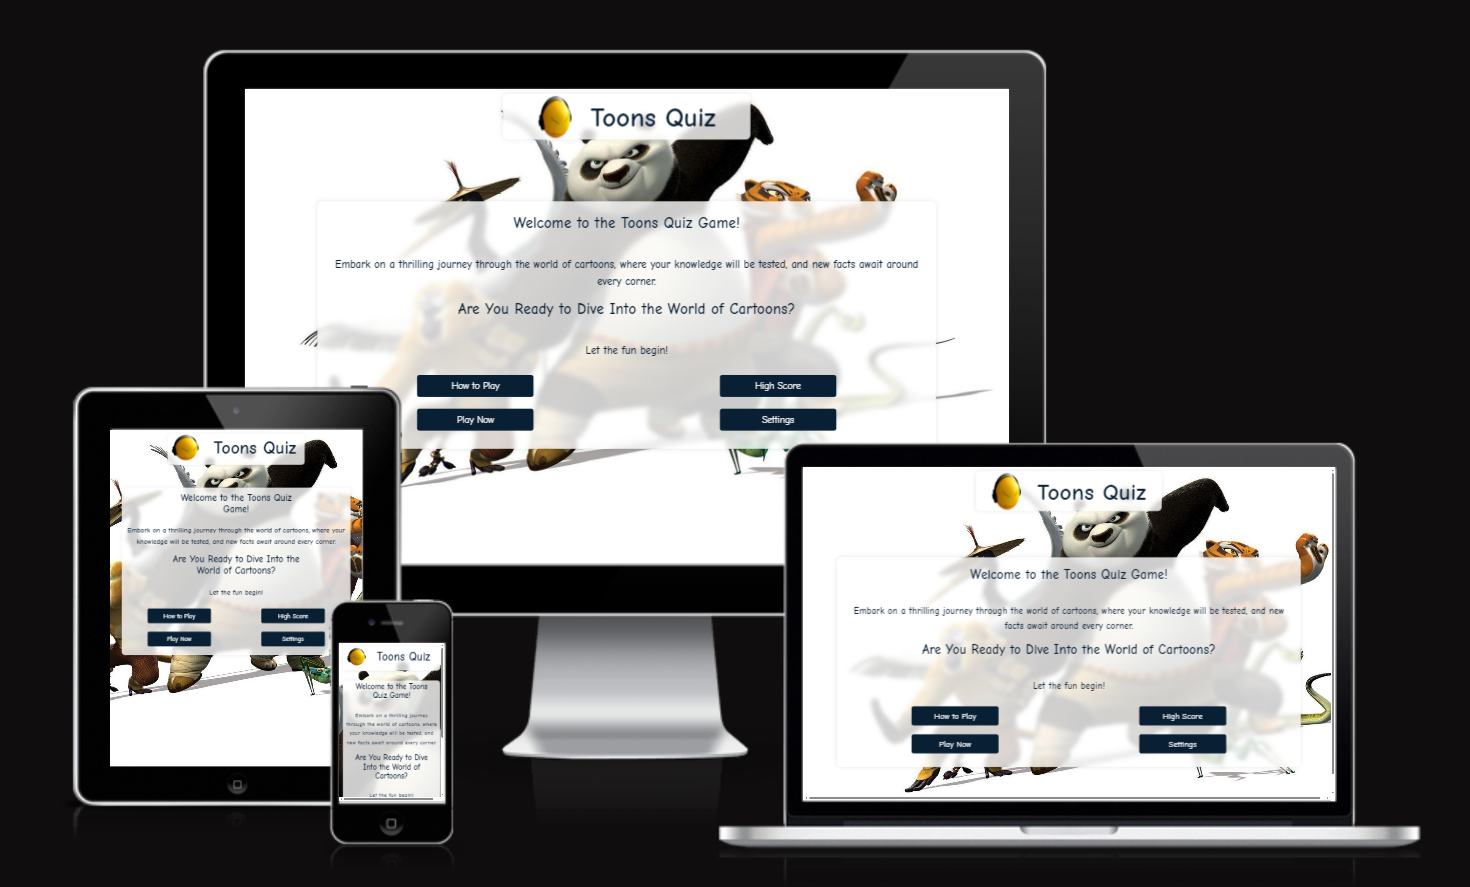 Toons Quiz
Welcome to the Toons Quiz Game!
Embark on a thrilling journey through the world of cartoons, where your knowledge will be tested, and new facts await around
every corner.
Are You Ready to Dive Into the World of Cartoons?
Let the fun begin!
How to Play
High Score
Play Now
Settings
Toons Quiz
Welcome to the Toons Quiz
Game!
Embark on a thrilling journey through the world of cartoons, where your
knowledge will be tested, and new facts await around every corner.
Are You Ready to Dive Into the
World of Cartoons?
Let the fun begin!
How to Play
High Score
Play Now
Settings
Toons Quiz
Welcome to the Toons
Quiz Game!
Embark on a thrilling journey
through the world of cartoons, where
your knowledge will be tested, and
new facts await around every corner.
Are You Ready to Dive
Into the World of
Cartoons?
Let the fun begin!
Toons Quiz
Welcome to the Toons Quiz Game!
Embark on a thrilling journey through the world of cartoons, where your knowledge will be tested, and new
facts await around every corner.
Are You Ready to Dive Into the World of Cartoons?
Let the fun begin!
How to Play
High Score
Play Now
Settings